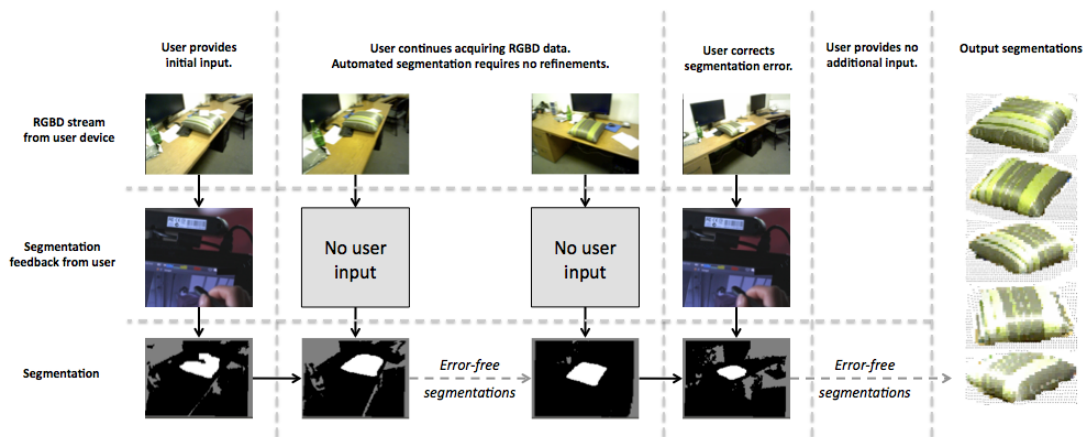 User provides
initial input.
User continues acquiring RGBD data.
Automated segmentation requires no refinements.
User corrects
segmentation error.
User provides no
additional input.
Output segmentations
RGBD stream
from user device
Segmentation
feedback from user
No user
input
No user
input
Segmentation
Error-free
segmentations
Error-free
segmentations